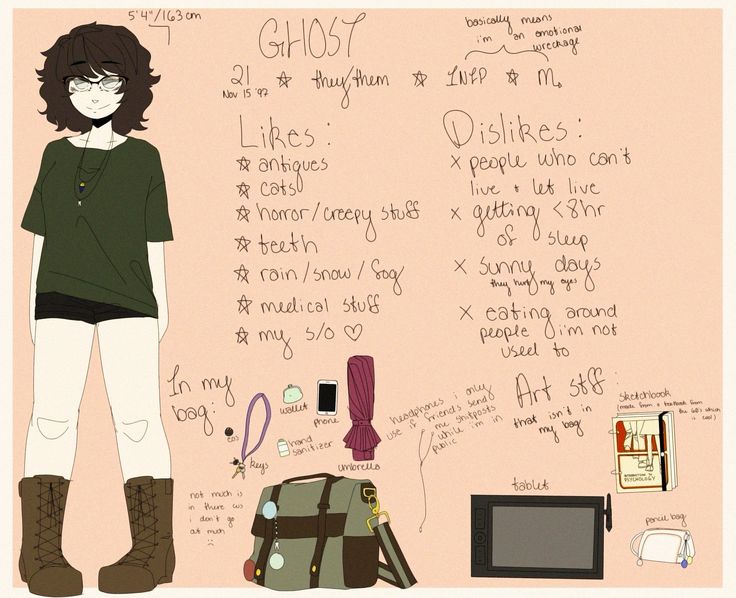 5'4"/163cm
GHOST
basically means
i'm an emotional
wreckage
21 ☆ they/them ☆ INFP ☆ M.
Nov 15 '97
Likes:
☆ antiques
☆ cats
☆ horror/creepy stuff
☆ teeth
☆ rain/snow/fog
☆ medical stuff
☆ my s/o ♡
Dislikes:
x people who can't
live + let live
x getting <8hr
of sleep
x sunny days
they hurt my eyes
x eating around
people i'm not
used to
In my
bag:
wallet
phone
eos
keys
hand
sanitizer
umbrella
headphones i only
use if friends send
me shitposts
while i'm in
public
not much is
in there cus
i don't go
out much
:(
Art stff:
that isn't in
my bag
Sketchbook
(made from a textbook from
the 60's which
is cool)
INTRODUCTION TO
PSYCHOLOGY
tablet
pencil bag